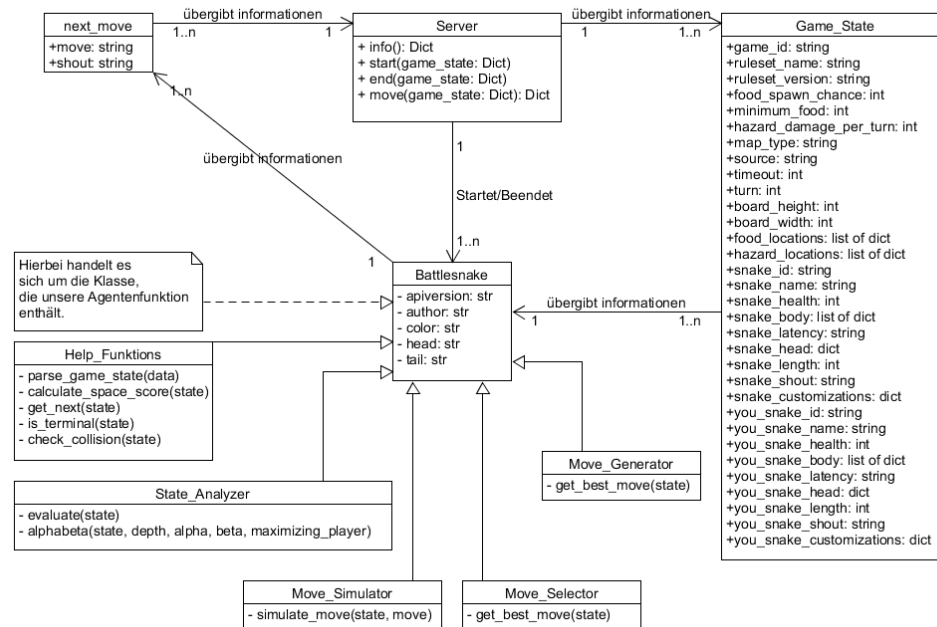 next_move
+move: string
+shout: string
übergibt informationen
1..n
1
Server
+ info(): Dict
+ start(game_state: Dict)
+ end(game_state: Dict)
+ move(game_state: Dict): Dict
übergibt informationen
1
1..n
Game_State
+game_id: string
+ruleset_name: string
+ruleset_version: string
+food_spawn_chance: int
+minimum_food: int
+hazard_damage_per_turn: int
+map_type: string
+source: string
+timeout: int
+turn: int
+board_height: int
+board_width: int
+food_locations: list of dict
+hazard_locations: list of dict
+snake_id: string
+snake_name: string
+snake_health: int
+snake_body: list of dict
+snake_latency: string
+snake_head: dict
+snake_length: int
+snake_shout: string
+snake_customizations: dict
+you_snake_id: string
+you_snake_name: string
+you_snake_health: int
+you_snake_body: list of dict
+you_snake_latency: string
+you_snake_head: dict
+you_snake_length: int
+you_snake_shout: string
+you_snake_customizations: dict
1..n
übergibt informationen
1
1
Startet/Beendet
1..n
Hierbei handelt es
sich um die Klasse,
die unsere Agentenfunktion
enthält.
Battlesnake
- apiversion: str
- author: str
- color: str
- head: str
- tail: str
übergibt informationen
1
1..n
Help_Funktions
- parse_game_state(data)
- calculate_space_score(state)
- get_next(state)
- is_terminal(state)
- check_collision(state)
Move_Generator
- get_best_move(state)
State_Analyzer
- evaluate(state)
- alphabeta(state, depth, alpha, beta, maximizing_player)
Move_Simulator
- simulate_move(state, move)
Move_Selector
- get_best_move(state)